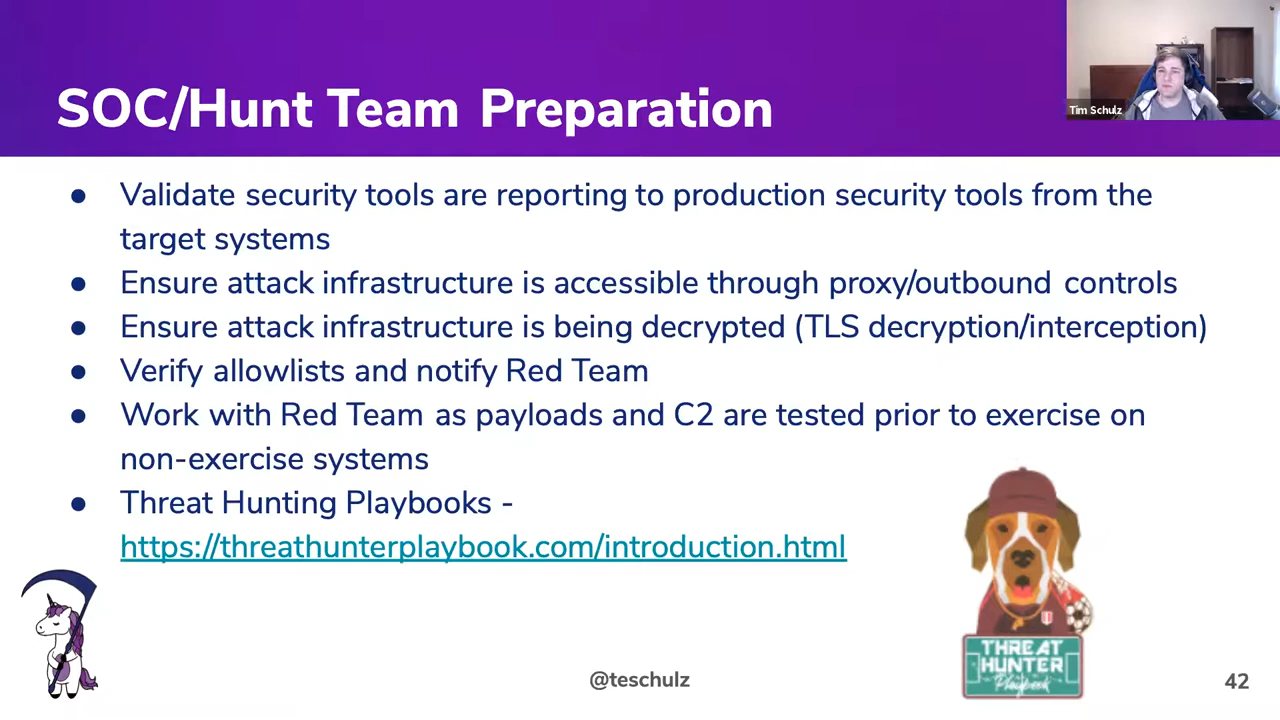 SOC/Hunt Team Preparation
Tim Schulz
● Validate security tools are reporting to production security tools from the
target systems
● Ensure attack infrastructure is accessible through proxy/outbound controls
● Ensure attack infrastructure is being decrypted (TLS decryption/interception)
● Verify allowlists and notify Red Team
● Work with Red Team as payloads and C2 are tested prior to exercise on
non-exercise systems
● Threat Hunting Playbooks -
https://threathunterplaybook.com/introduction.html
THREAT
HUNTER
Playbook
@teschulz
42